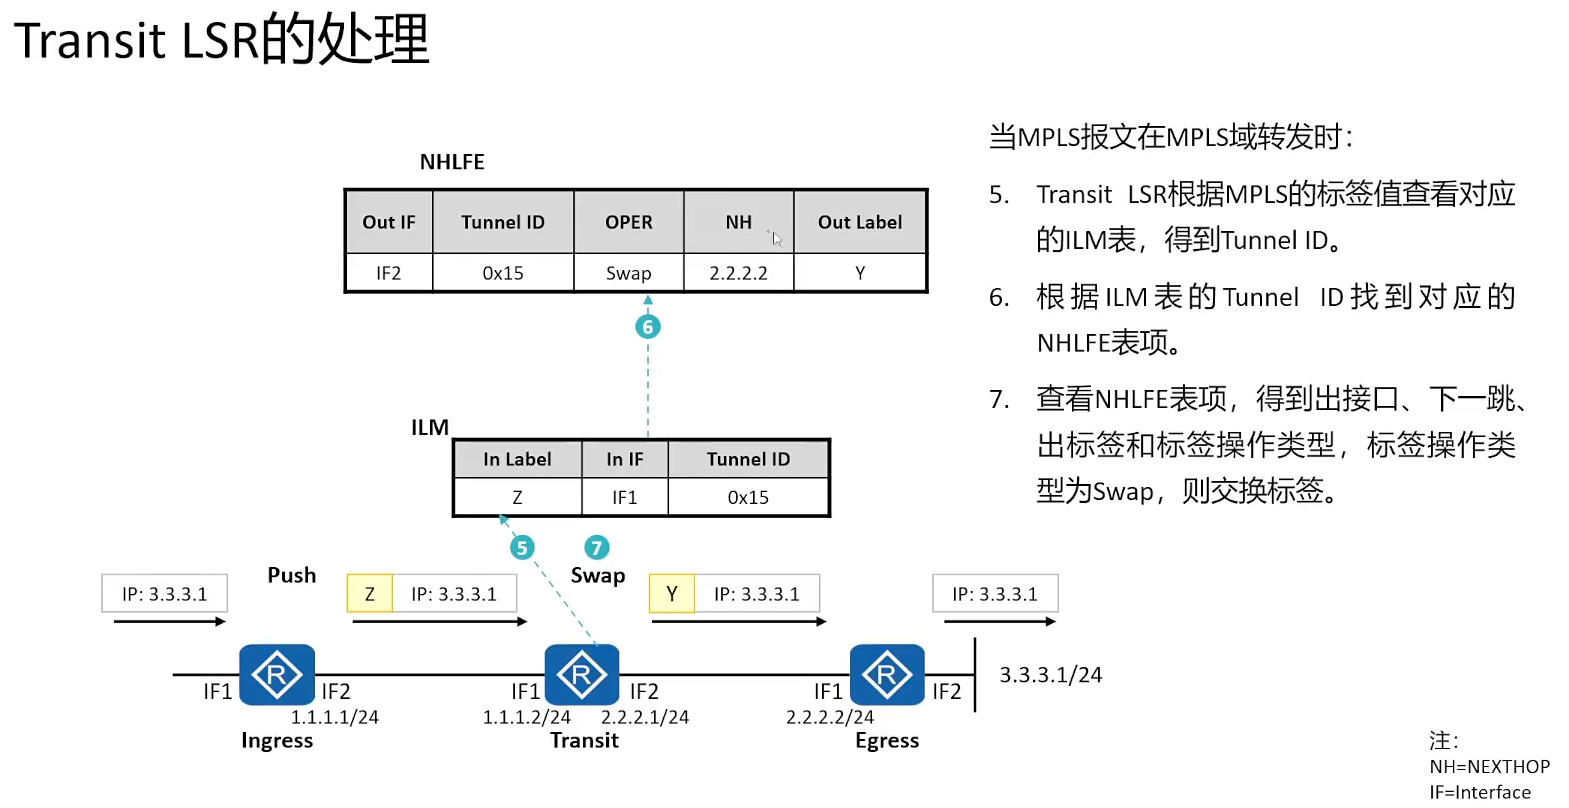 Transit LSR的处理
NHLFE
Out IF Tunnel ID OPER NH Out Label
IF2 0x15 Swap 2.2.2.2 Y
6
ILM
In Label In IF Tunnel ID
Z IF1 0x15
5 7
Push Swap
IP: 3.3.3.1 Z IP: 3.3.3.1 Y IP: 3.3.3.1 IP: 3.3.3.1
R R R 3.3.3.1/24
IF1 IF2 IF1 IF2 IF1 IF2
1.1.1.1/24 1.1.1.2/24 2.2.2.1/24 2.2.2.2/24
Ingress Transit Egress
当MPLS报文在MPLS域转发时：
5. Transit LSR根据MPLS的标签值查看对应
的ILM表，得到Tunnel ID。
6. 根据ILM表的Tunnel ID找到对应的
NHLFE表项。
7. 查看NHLFE表项，得到出接口、下一跳、
出标签和标签操作类型，标签操作类
型为Swap，则交换标签。
注：
NH=NEXTHOP
IF=Interface